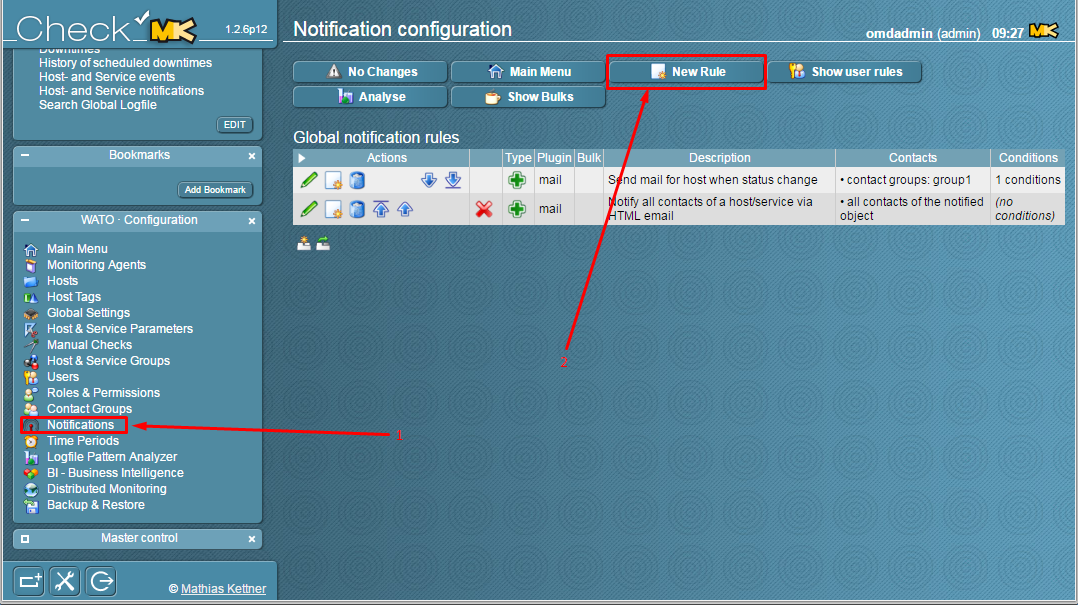 Check MK 1.2.6p12
Downtimes
History of scheduled downtimes
Host- and Service events
Host- and Service notifications
Search Global Logfile
EDIT
Bookmarks
Add Bookmark
WATO · Configuration
Main Menu
Monitoring Agents
Hosts
Host Tags
Global Settings
Host & Service Parameters
Manual Checks
Host & Service Groups
Users
Roles & Permissions
Contact Groups
Notifications
Time Periods
Logfile Pattern Analyzer
BI - Business Intelligence
Distributed Monitoring
Backup & Restore
Master control
© Mathias Kettner
Notification configuration
omdadmin (admin) 09:27 MK
No Changes Main Menu New Rule Show user rules
Analyse Show Bulks
Global notification rules
Actions Type Plugin Bulk Description Contacts Conditions
mail Send mail for host when status change • contact groups: group1 1 conditions
mail Notify all contacts of a host/service via • all contacts of the notified (no
HTML email object conditions)
2
1